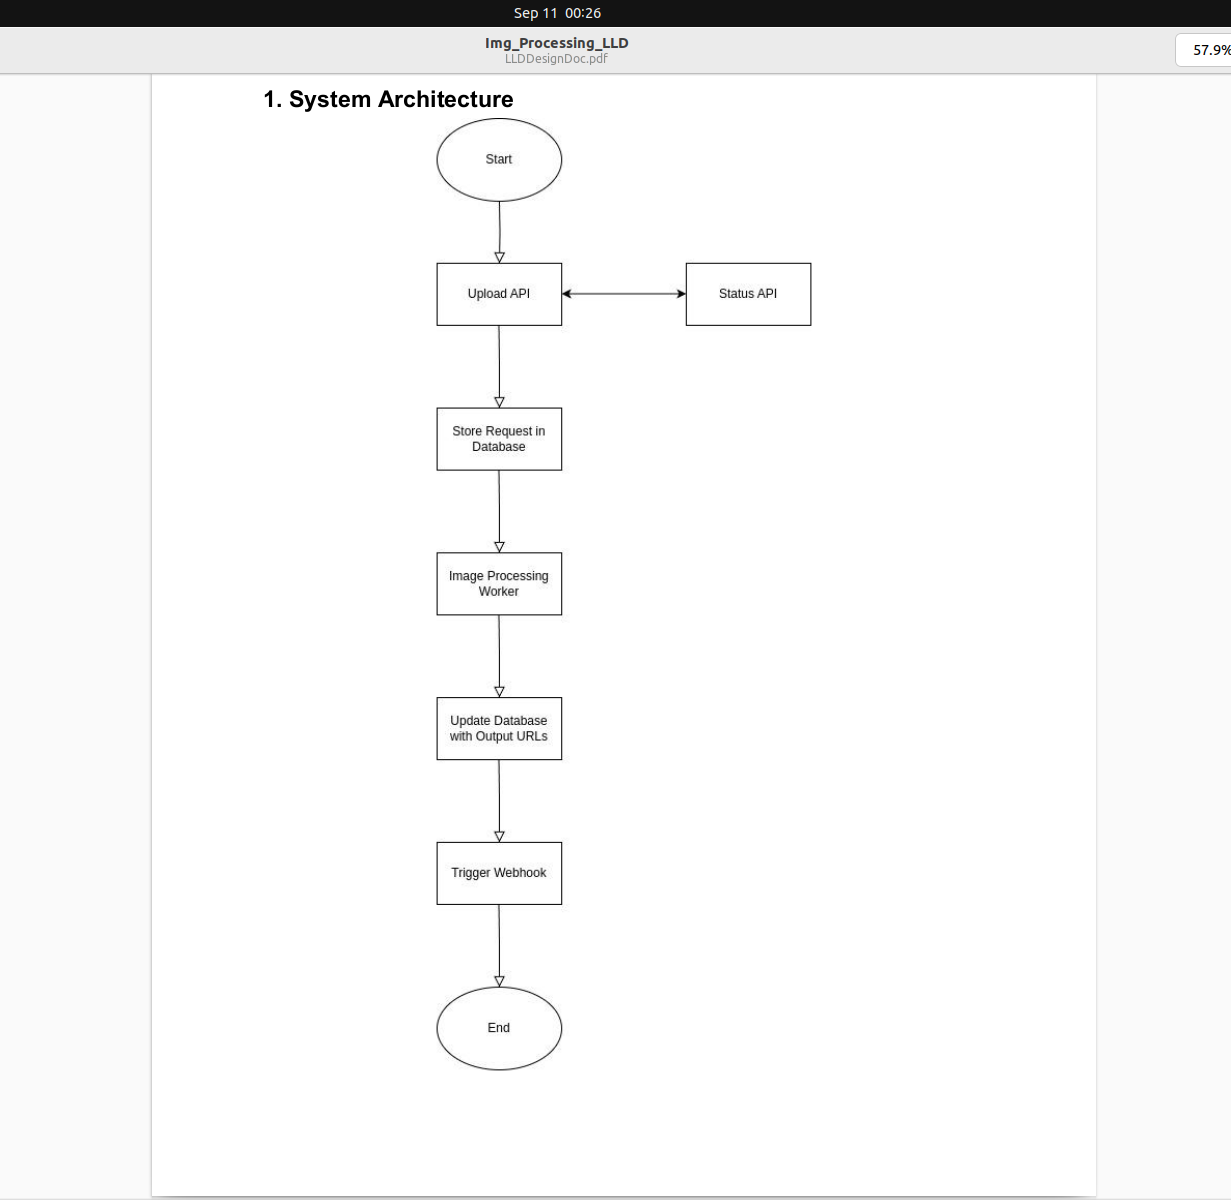 Sep 11 00:26
Img_Processing_LLD
LLDDesignDoc.pdf
57.9%
1. System Architecture
Start
Upload API
Status API
Store Request in
Database
Image Processing
Worker
Update Database
with Output URLs
Trigger Webhook
End